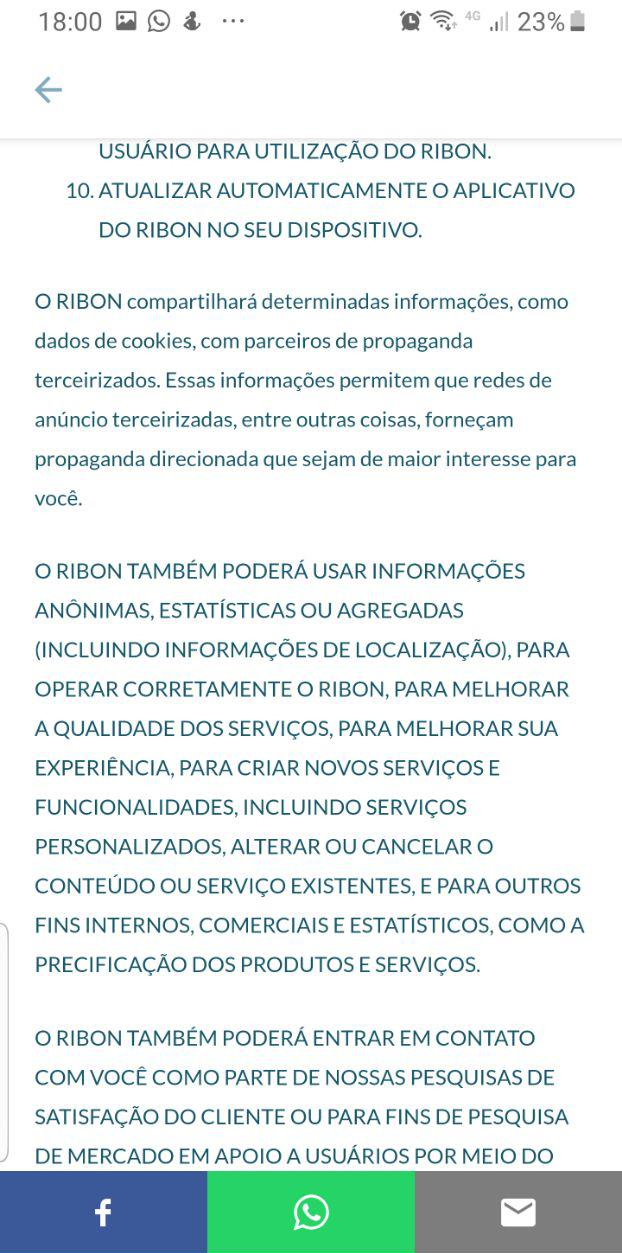 18:00
4G
23%
USUÁRIO PARA UTILIZAÇÃO DO RIBON.
10. ATUALIZAR AUTOMATICAMENTE O APLICATIVO
DO RIBON NO SEU DISPOSITIVO.
O RIBON compartilhará determinadas informações, como
dados de cookies, com parceiros de propaganda
terceirizados. Essas informações permitem que redes de
anúncio terceirizadas, entre outras coisas, forneçam
propaganda direcionada que sejam de maior interesse para
você.
O RIBON TAMBÉM PODERÁ USAR INFORMAÇÕES
ANÔNIMAS, ESTATÍSTICAS OU AGREGADAS
(INCLUINDO INFORMAÇÕES DE LOCALIZAÇÃO), PARA
OPERAR CORRETAMENTE O RIBON, PARA MELHORAR
A QUALIDADE DOS SERVIÇOS, PARA MELHORAR SUA
EXPERIÊNCIA, PARA CRIAR NOVOS SERVIÇOS E
FUNCIONALIDADES, INCLUINDO SERVIÇOS
PERSONALIZADOS, ALTERAR OU CANCELAR O
CONTEÚDO OU SERVIÇO EXISTENTES, E PARA OUTROS
FINS INTERNOS, COMERCIAIS E ESTATÍSTICOS, COMO A
PRECIFICAÇÃO DOS PRODUTOS E SERVIÇOS.
O RIBON TAMBÉM PODERÁ ENTRAR EM CONTATO
COM VOCÊ COMO PARTE DE NOSSAS PESQUISAS DE
SATISFAÇÃO DO CLIENTE OU PARA FINS DE PESQUISA
DE MERCADO EM APOIO A USUÁRIOS POR MEIO DO